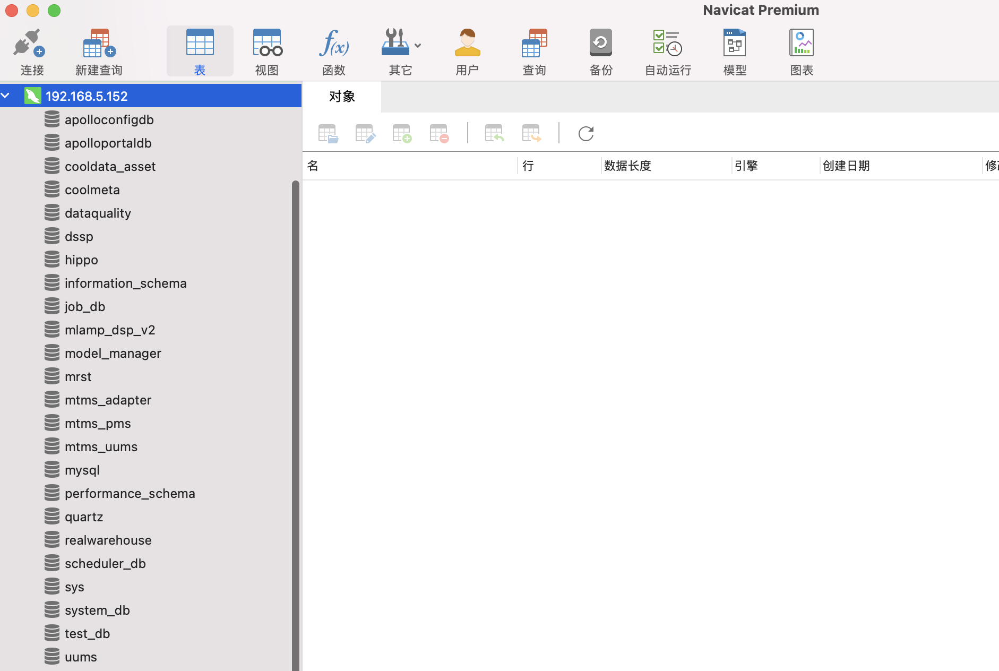 Navicat Premium
连接
新建查询
表
视图
函数
其它
用户
查询
备份
自动运行
模型
图表
192.168.5.152
apolloconfigdb
apolloportaldb
cooldata_asset
coolmeta
dataquality
dssp
hippo
information_schema
job_db
mlamp_dsp_v2
model_manager
mrst
mtms_adapter
mtms_pms
mtms_uums
mysql
performance_schema
quartz
realwarehouse
scheduler_db
sys
system_db
test_db
uums
对象
名 行 数据长度 引擎 创建日期 修